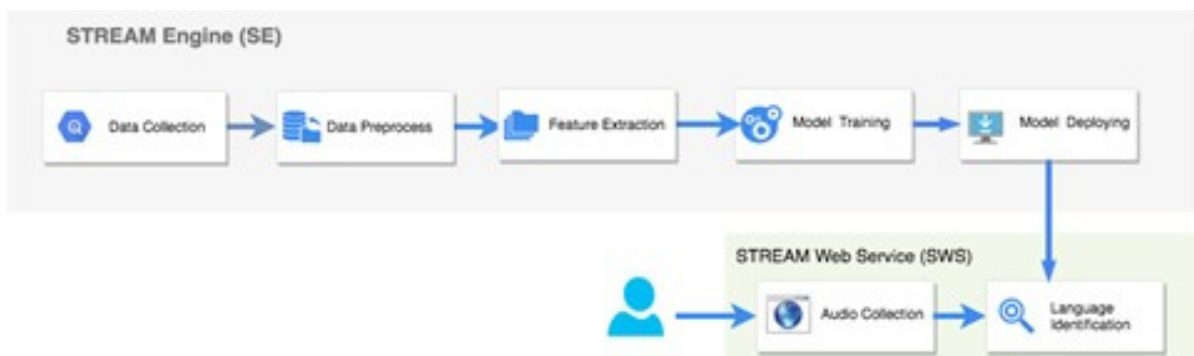 STREAM Engine (SE)
Data Collection
Data Preprocess
Feature Extraction
Model Training
Model Deploying
STREAM Web Service (SWS)
Audio Collection
Language
Identification